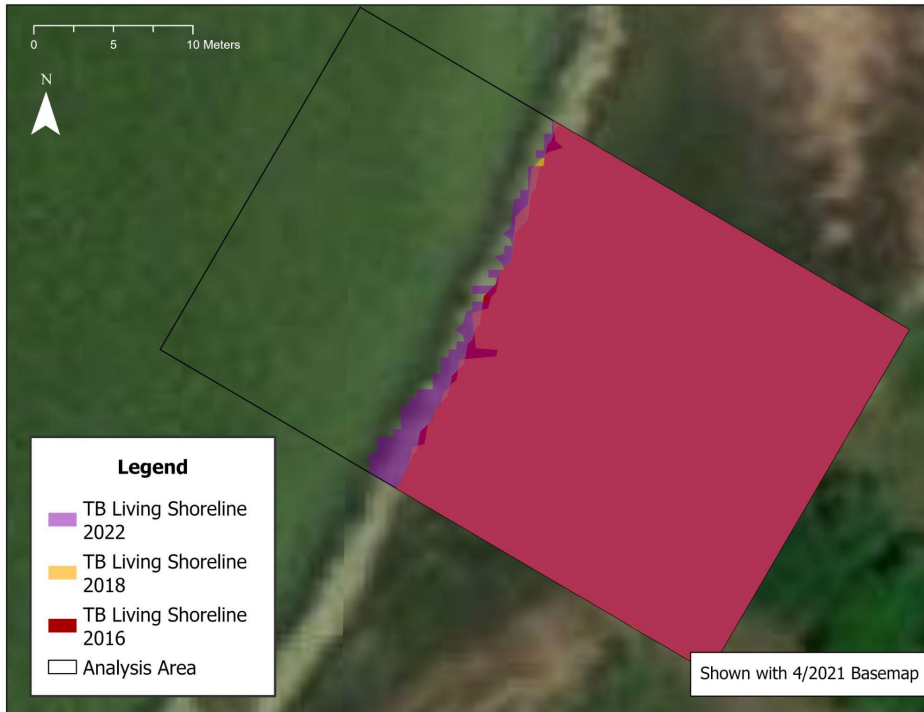 0 5 10 Meters
N
Legend
TB Living Shoreline
2022
TB Living Shoreline
2018
TB Living Shoreline
2016
Analysis Area
Shown with 4/2021 Basemap